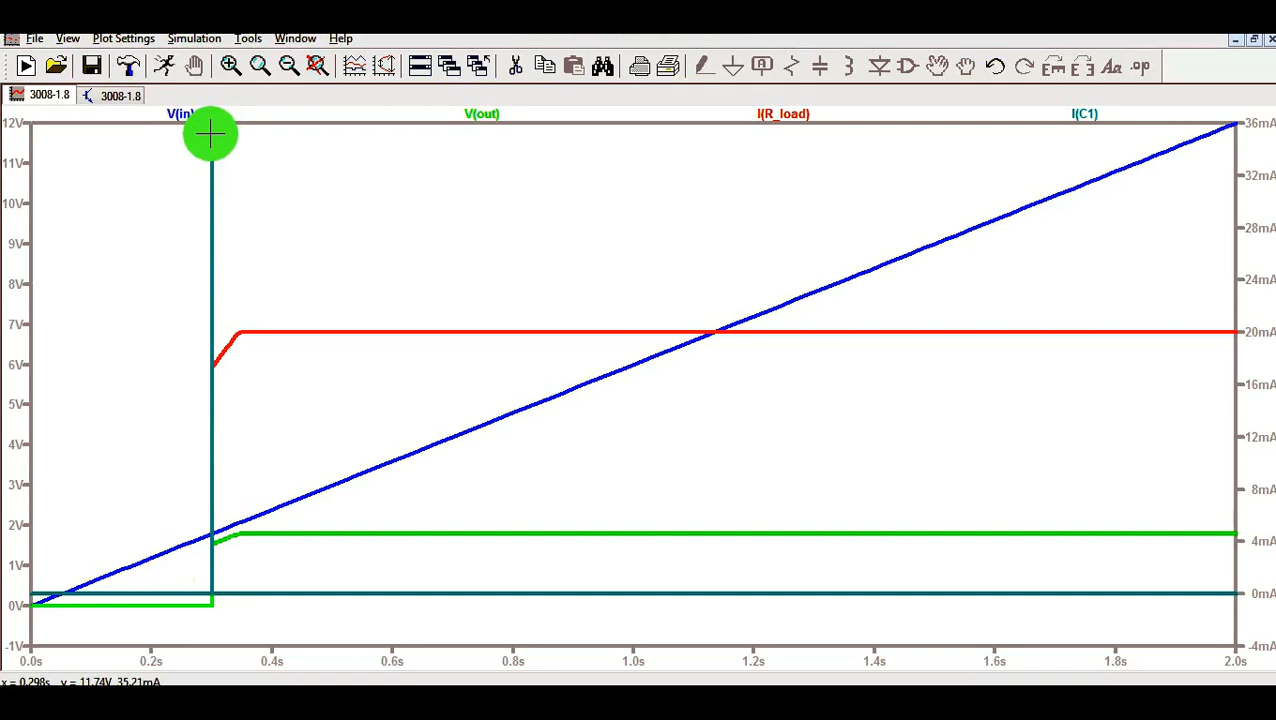 File View Plot Settings Simulation Tools Window Help
.op
3008-1.8 3008-1.8
V(in) V(out) I(R_load) I(C1)
12V 36mA
11V
32mA
10V
28mA
9V
24mA
8V
7V 20mA
6V
16mA
5V
12mA
4V
3V 8mA
2V
4mA
1V
0V 0mA
-1V -4mA
0.0s 0.2s 0.4s 0.6s 0.8s 1.0s 1.2s 1.4s 1.6s 1.8s 2.0s
x = 0.298s y = 11.74V, 35.21mA